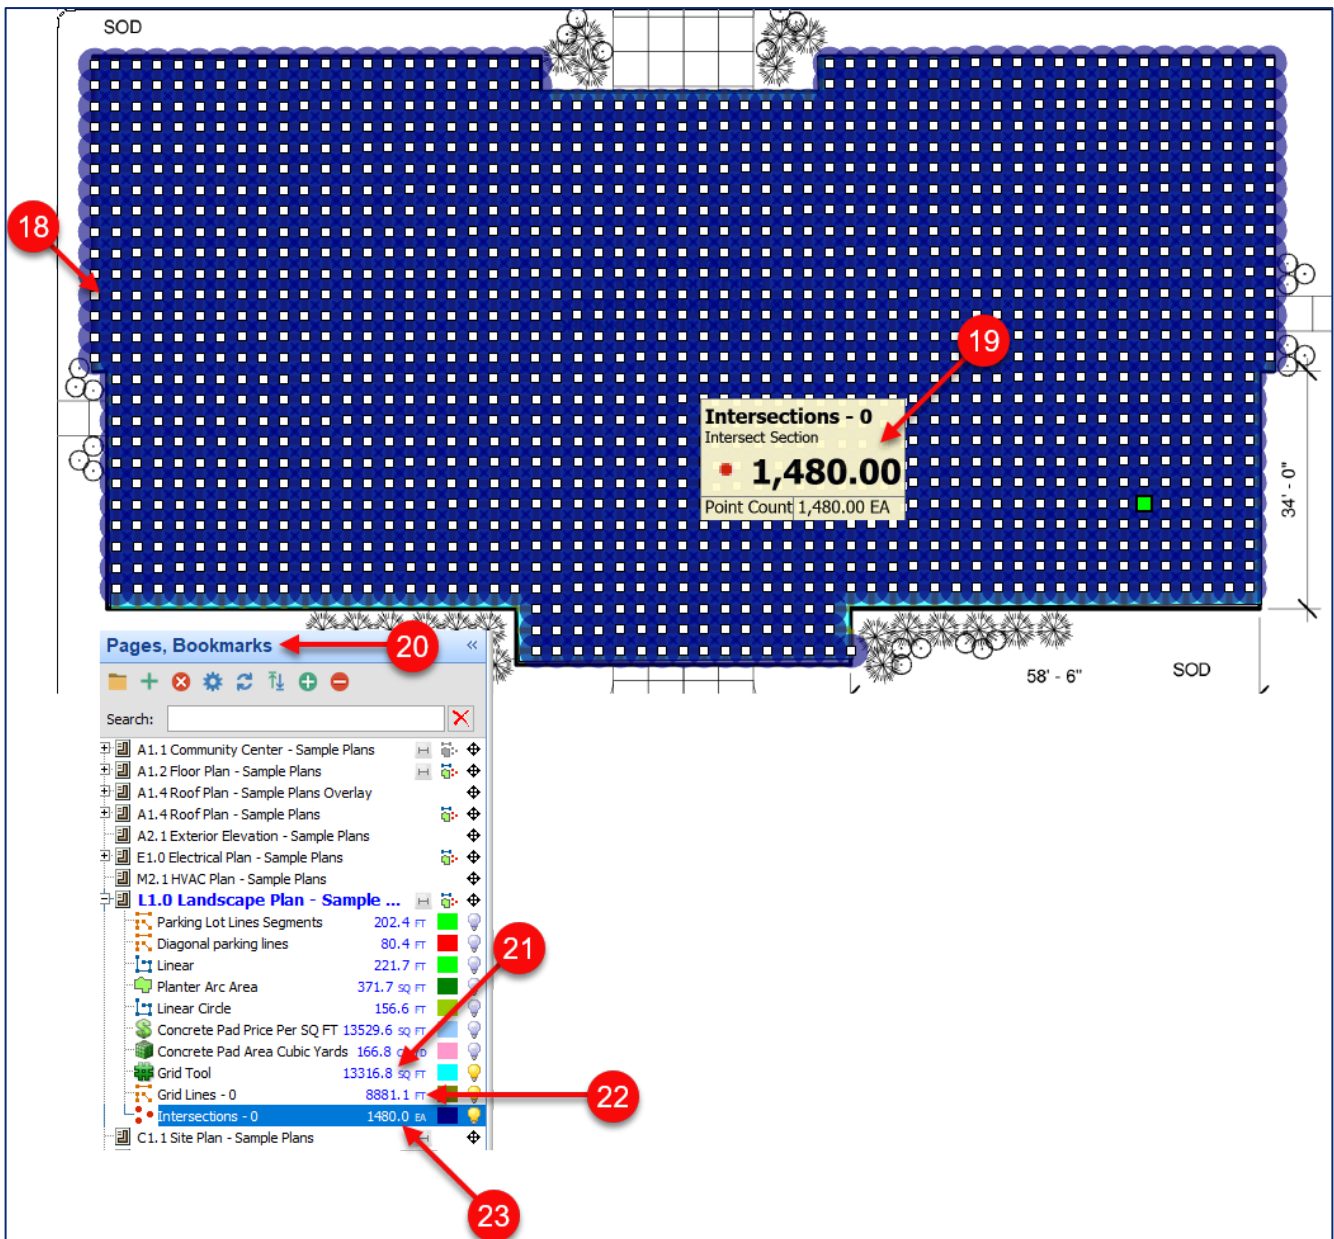 SOD
18
19
Intersections - 0
Intersect Section
1,480.00
Point Count 1,480.00 EA
34' - 0"
58' - 6"
SOD
Pages, Bookmarks
20
«
Search:
A1.1 Community Center - Sample Plans
A1.2 Floor Plan - Sample Plans
A1.4 Roof Plan - Sample Plans Overlay
A1.4 Roof Plan - Sample Plans
A2.1 Exterior Elevation - Sample Plans
E1.0 Electrical Plan - Sample Plans
M2.1 HVAC Plan - Sample Plans
L1.0 Landscape Plan - Sample ...
Parking Lot Lines Segments 202.4 FT
Diagonal parking lines 80.4 FT
21
Linear 221.7 FT
Planter Arc Area 371.7 SQ FT
Linear Circle 156.6 FT
Concrete Pad Price Per SQ FT 13529.6 SQ FT
Concrete Pad Area Cubic Yards 166.8
Grid Tool 13316.8 SQ FT
Grid Lines - 0 8881.1 FT
22
Intersections - 0 1480.0 EA
C1.1 Site Plan - Sample Plans
23